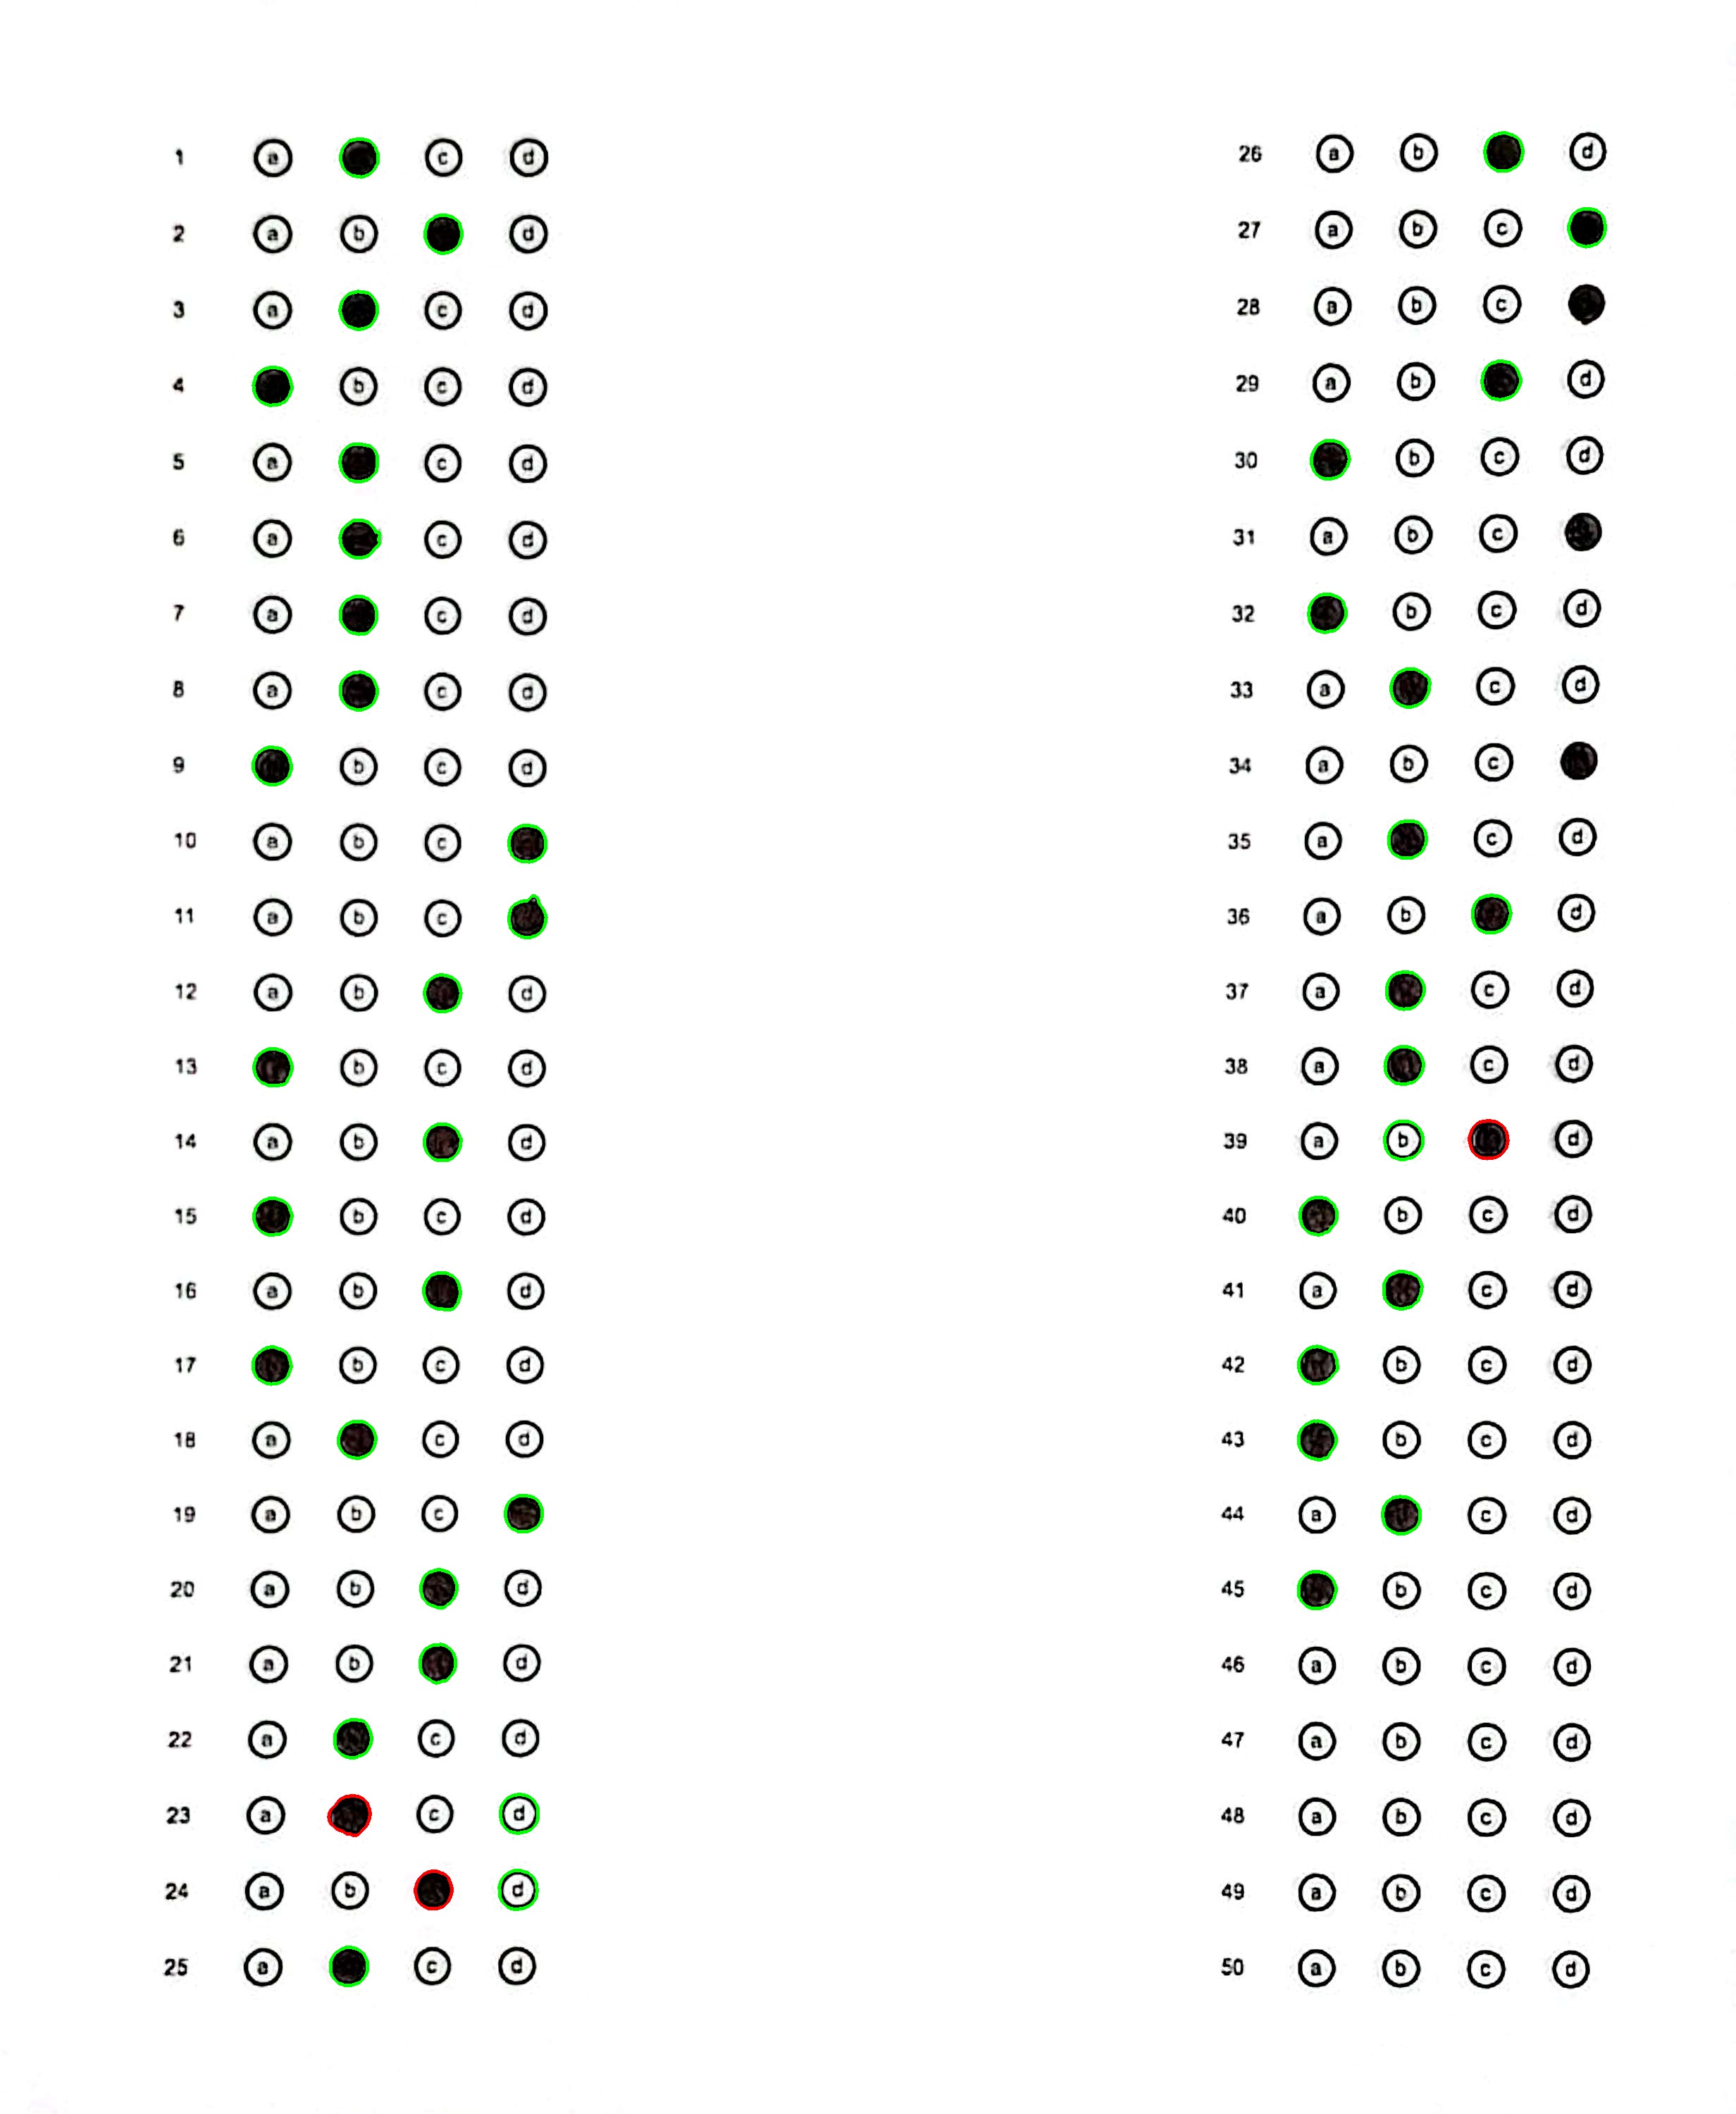 1 a c d
2 a b d
3 a c d
4 b c d
5 a c d
6 a c d
7 a c d
8 a c d
9 b c d
10 a b c
11 a b c
12 a b d
13 b c d
14 a b d
15 b c d
16 a b d
17 b c d
18 a c d
19 a b c
20 a b d
21 a b d
22 a c d
23 a c d
24 a b d
25 a c d
26 a b d
27 a b c
28 a b c
29 a b d
30 b c d
31 a b c
32 b c d
33 a c d
34 a b c
35 a c d
36 a b d
37 a c d
38 a c d
39 a b d
40 b c d
41 a c d
42 b c d
43 b c d
44 a c d
45 b c d
46 a b c d
47 a b c d
48 a b c d
49 a b c d
50 a b c d